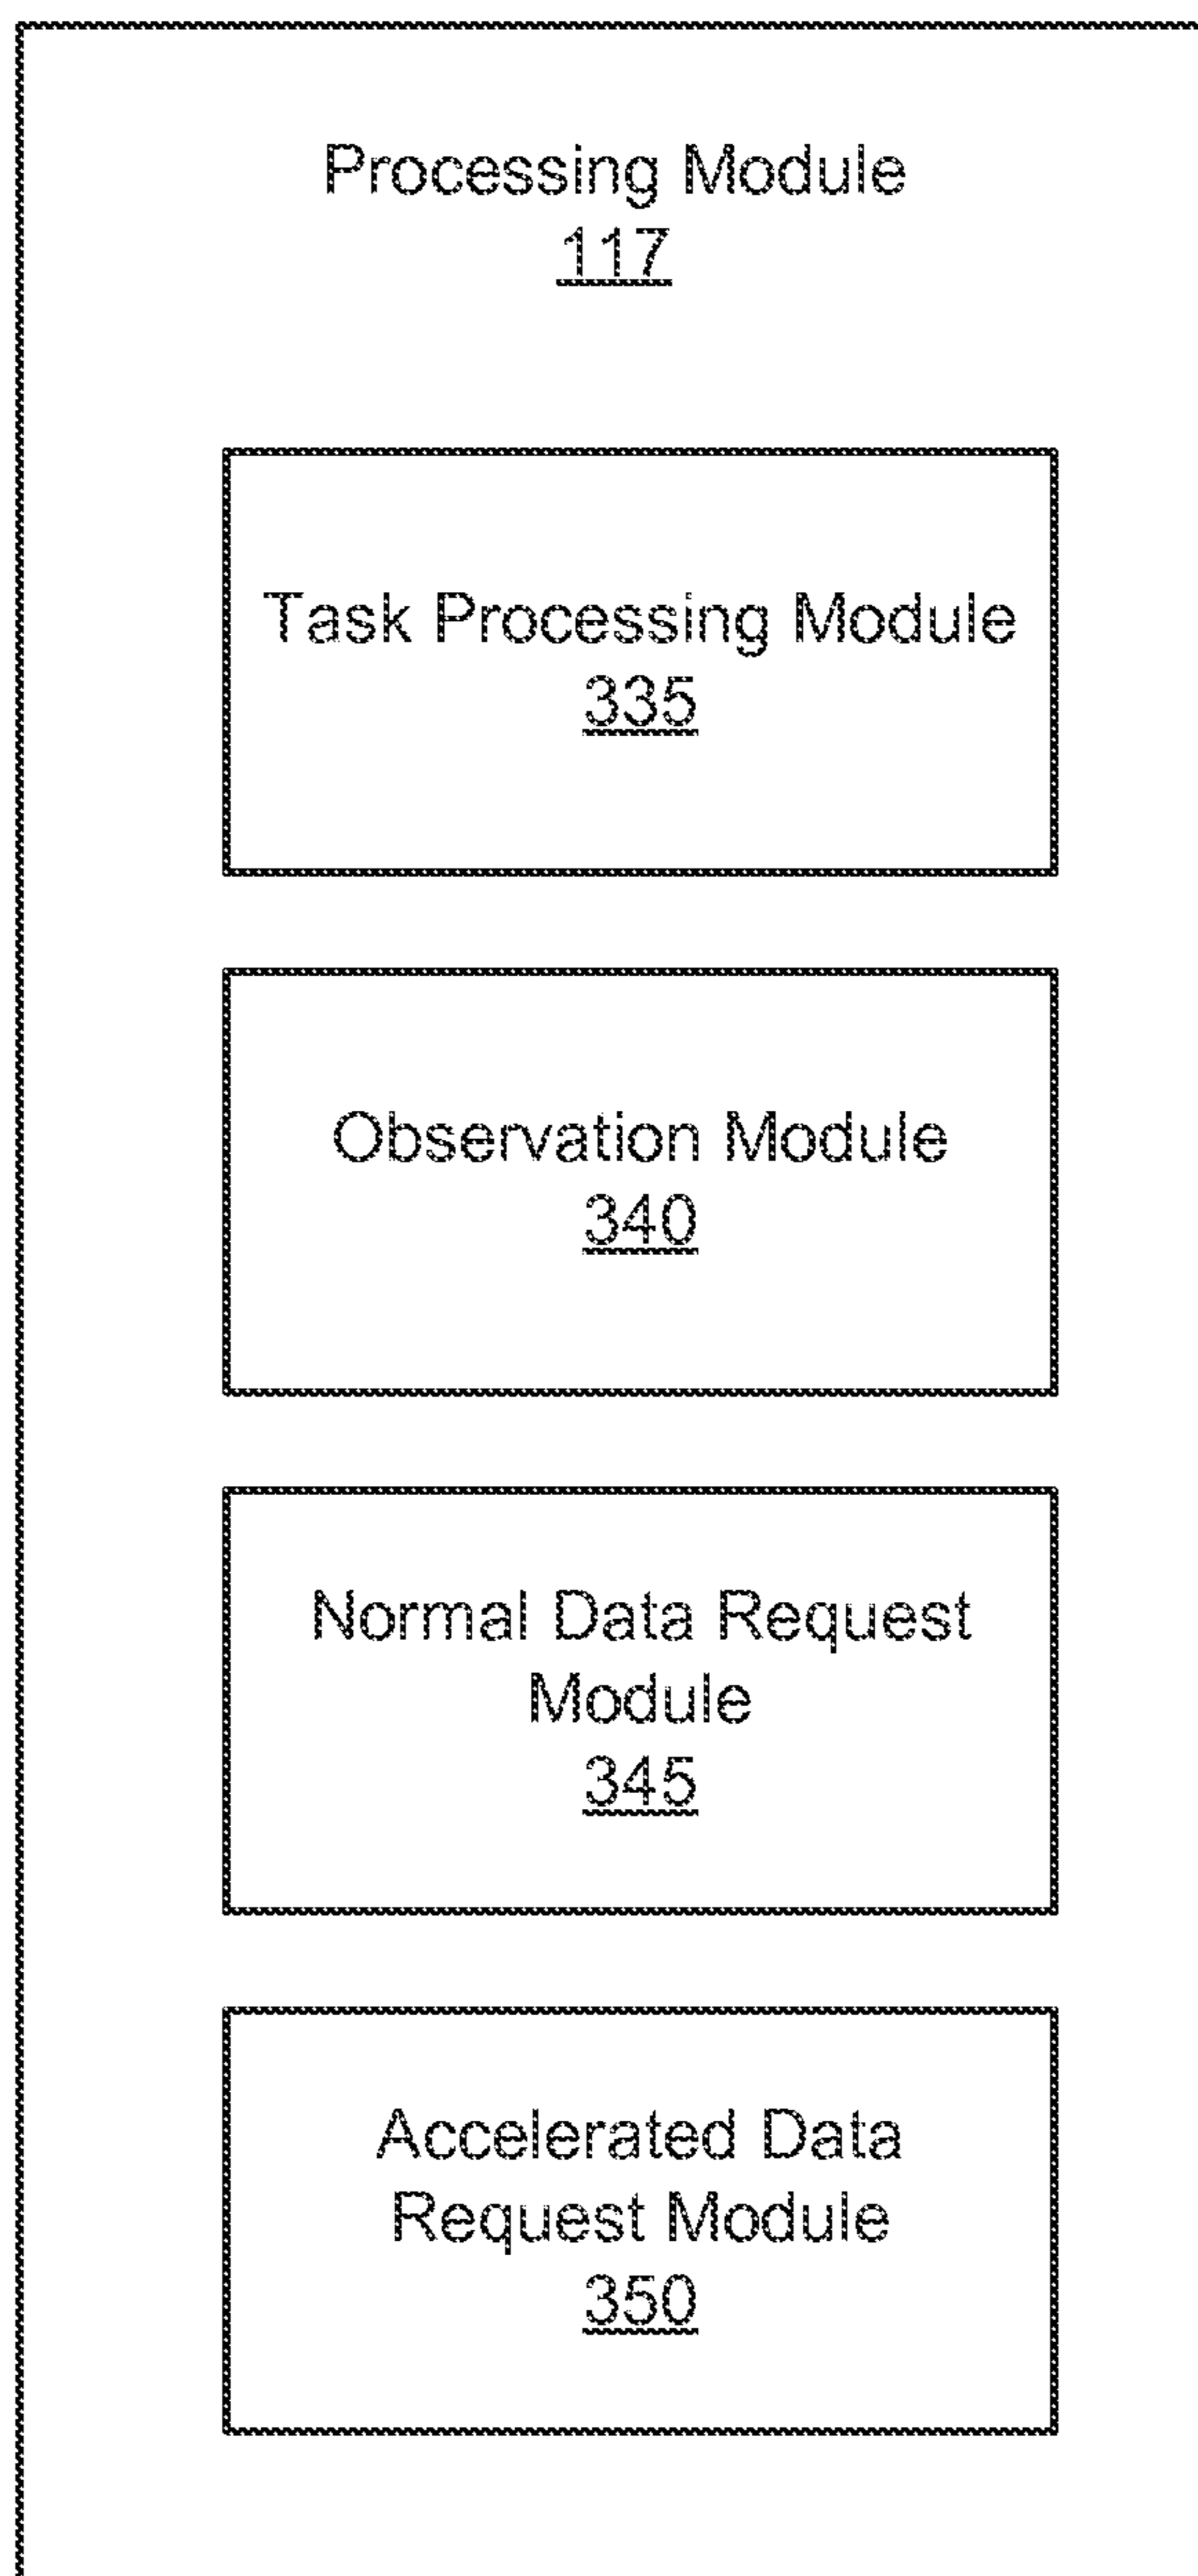 Processing Module
117
Task Processing Module
335
Observation Module
340
Normal Data Request
Module
345
Accelerated Data
Request Module
350